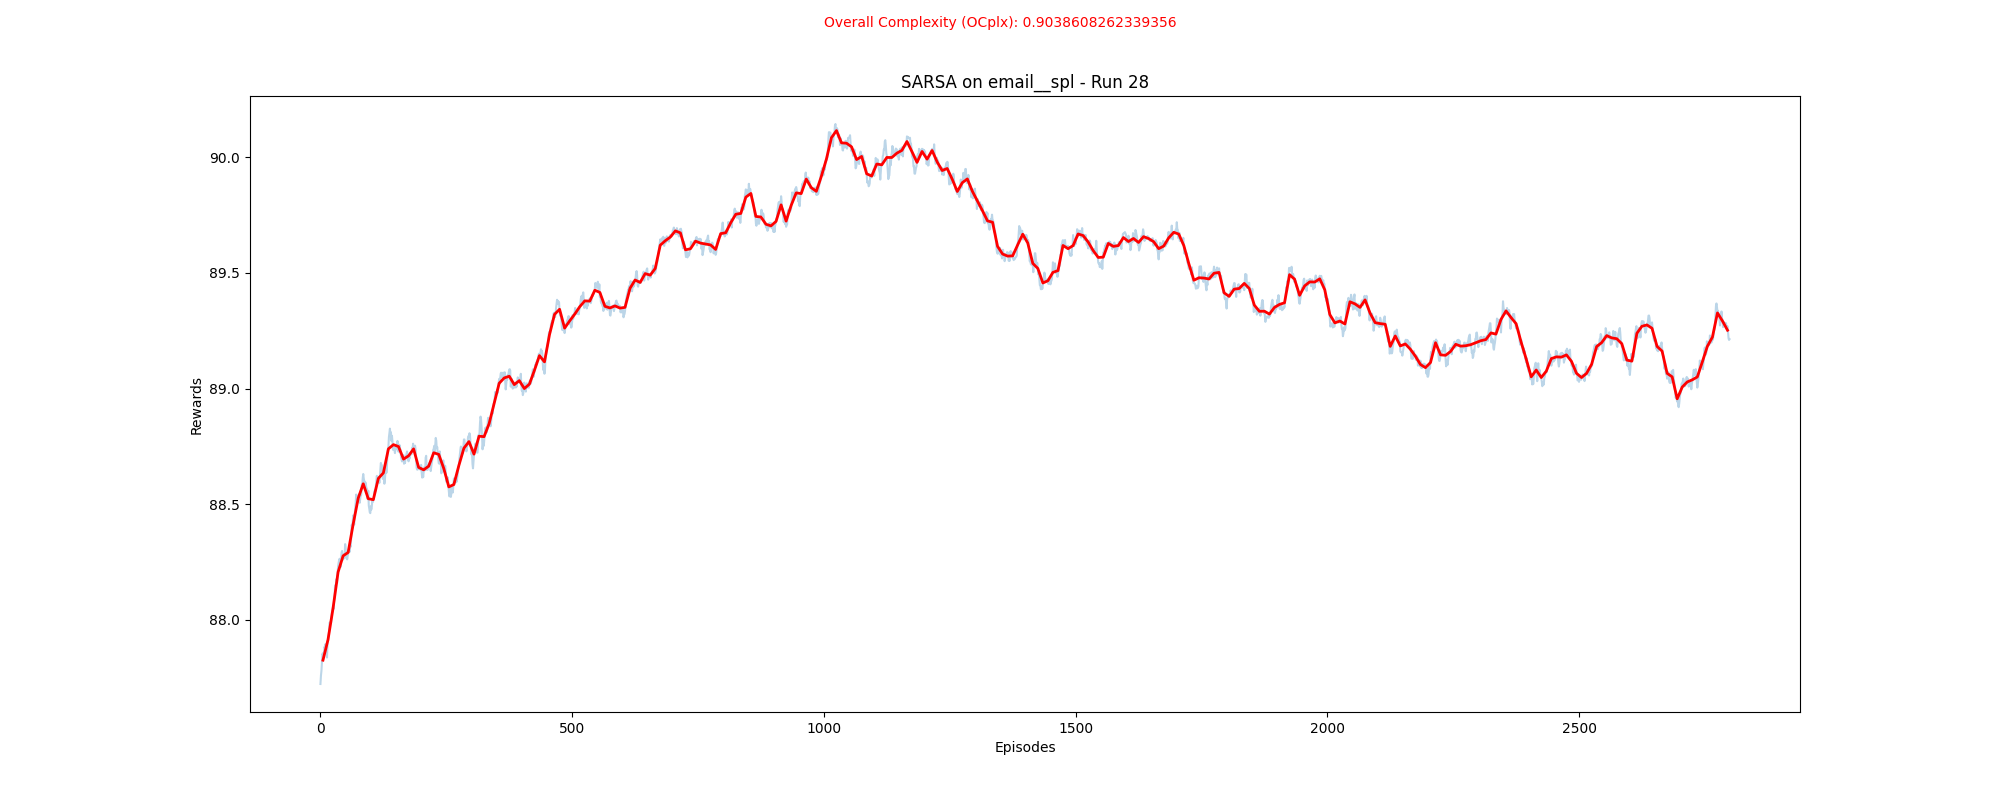 Overall Complexity (OCplx): 0.9038608262339356
SARSA on email__spl - Run 28
90.0
89.5
89.0
88.5
88.0
Rewards
0 500 1000 1500 2000 2500
Episodes